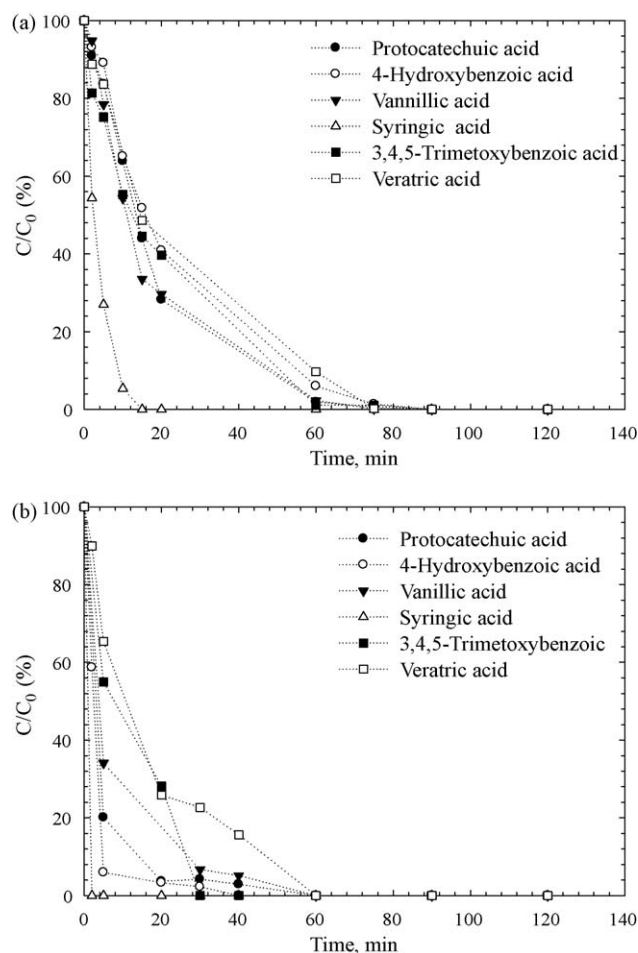 (a)
100
80
60
40
20
0
C/C0 (%)
Protocatechuic acid
4-Hydroxybenzoic acid
Vannillic acid
Syringic acid
3,4,5-Trimetoxybenzoic acid
Veratric acid
0 20 40 60 80 100 120 140
Time, min
(b)
100
80
60
40
20
0
C/C0 (%)
Protocatechuic acid
4-Hydroxybenzoic acid
Vanillic acid
Syringic acid
3,4,5-Trimetoxybenzoic
Veratric acid
0 20 40 60 80 100 120 140
Time, min